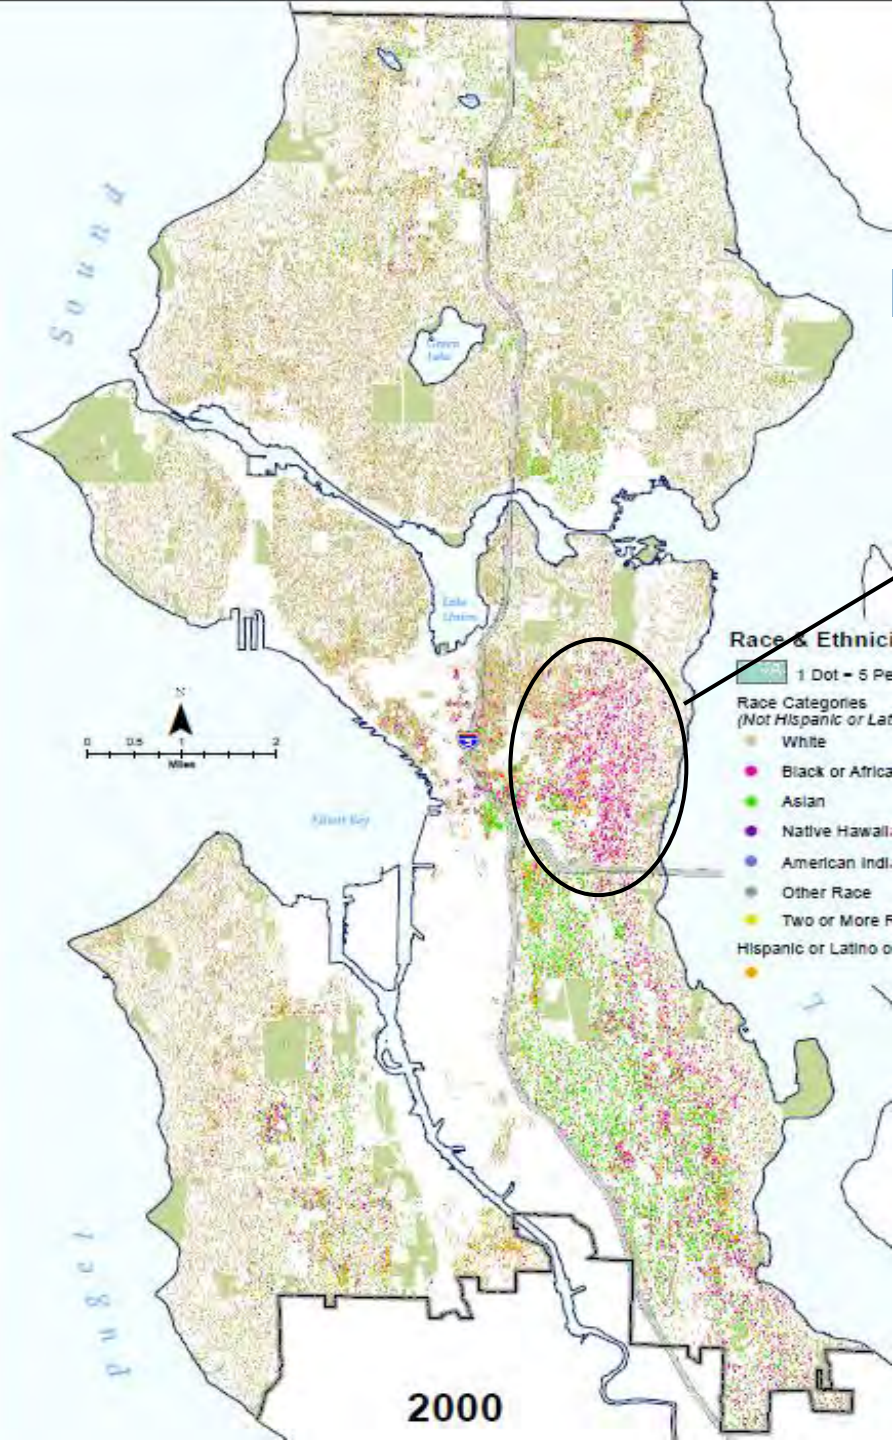 Sound
Green
Lake
Lake
Union
Race & Ethnici
1 Dot = 5 Pe
Race Categories
(Not Hispanic or Lat
N
0 0.5 1 2
Miles
White
Black or Africa
Asian
Elliott Bay
Native Hawaii
American Indi
Other Race
Two or More R
Hispanic or Latino o
L
Puget
2000